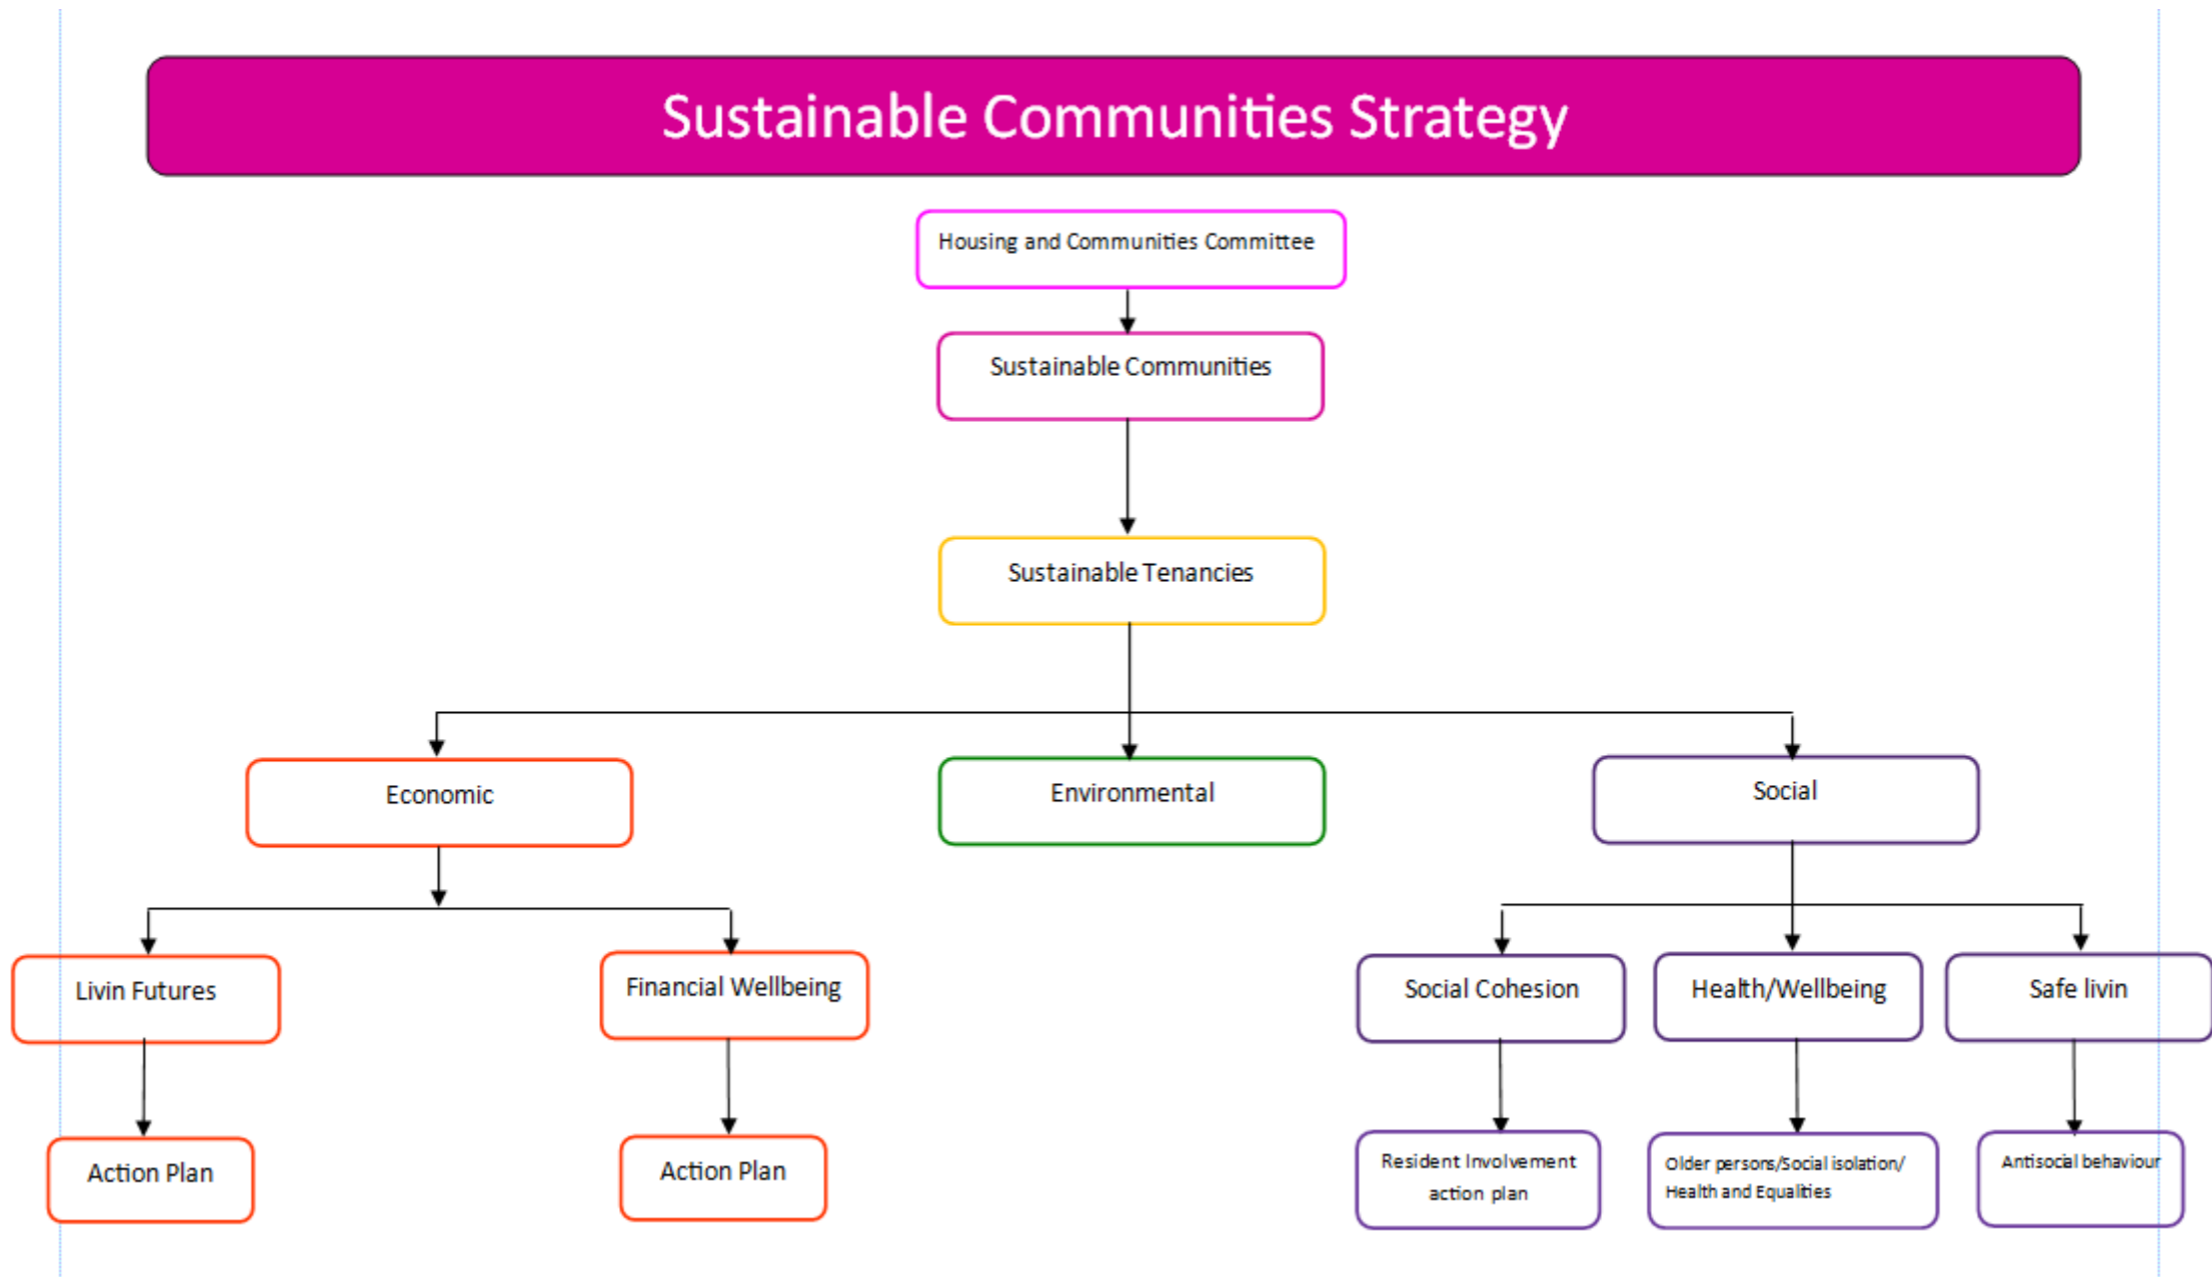 Sustainable Communities Strategy
Housing and Communities Committee
Sustainable Communities
Sustainable Tenancies
Economic
Environmental
Social
Livin Futures
Financial Wellbeing
Social Cohesion
Health/Wellbeing
Safe livin
Action Plan
Action Plan
Resident Involvement
action plan
Older persons/Social isolation/
Health and Equalities
Antisocial behaviour